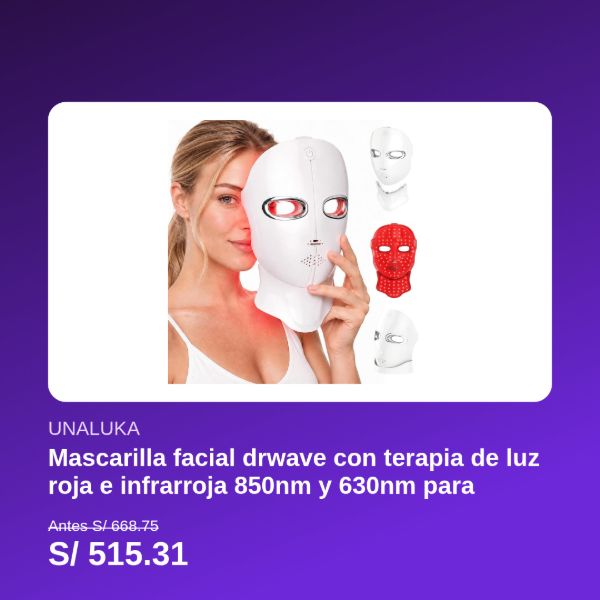 UNALUKA
Mascarilla facial drwave con terapia de luz
roja e infrarroja 850nm y 630nm para
Antes S/ 668.75
S/ 515.31